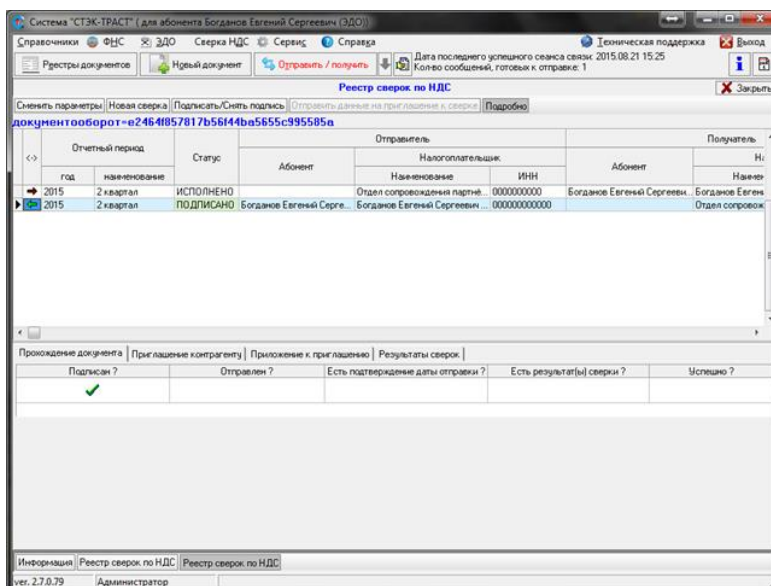 Система "СТЭК-ТРАСТ" ( для абонента Богданов Евгений Сергеевич (ЭДО))
Справочники ФНС ЭДО Сверка НДС Сервис Справка Техническая поддержка Выход
Реестры документов Новый документ Отправить / получить Дата последнего успешного сеанса связи: 2015.08.21 15:25
Кол-во сообщений, готовых к отправке: 1
Реестр сверок по НДС Закрыть
Сменить параметры Новая сверка Подписать/Снять подпись Отправить данные на приглашение к сверке Подробно
документооборот=e2464f857817b56f44ba5655c995585a
<·> Отчетный период Статус Отправитель Получатель
Абонент Налогоплательщик Абонент На
год наименование Наименование ИНН Наимен
2015 2 квартал ИСПОЛНЕНО Отдел сопровождения партнё... 0000000000 Богданов Евгений Сергееви... Богданов Евген
2015 2 квартал ПОДПИСАНО Богданов Евгений Серге... Богданов Евгений Сергеевич ... 000000000000 Отдел сопровож
Прохождение документа Приглашение контрагенту Приложение к приглашению Результаты сверок
Подписан ? Отправлен ? Есть подтверждение даты отправки ? Есть результат(ы) сверки ? Успешно ?
Информация Реестр сверок по НДС Реестр сверок по НДС
ver. 2.7.0.79 Администратор